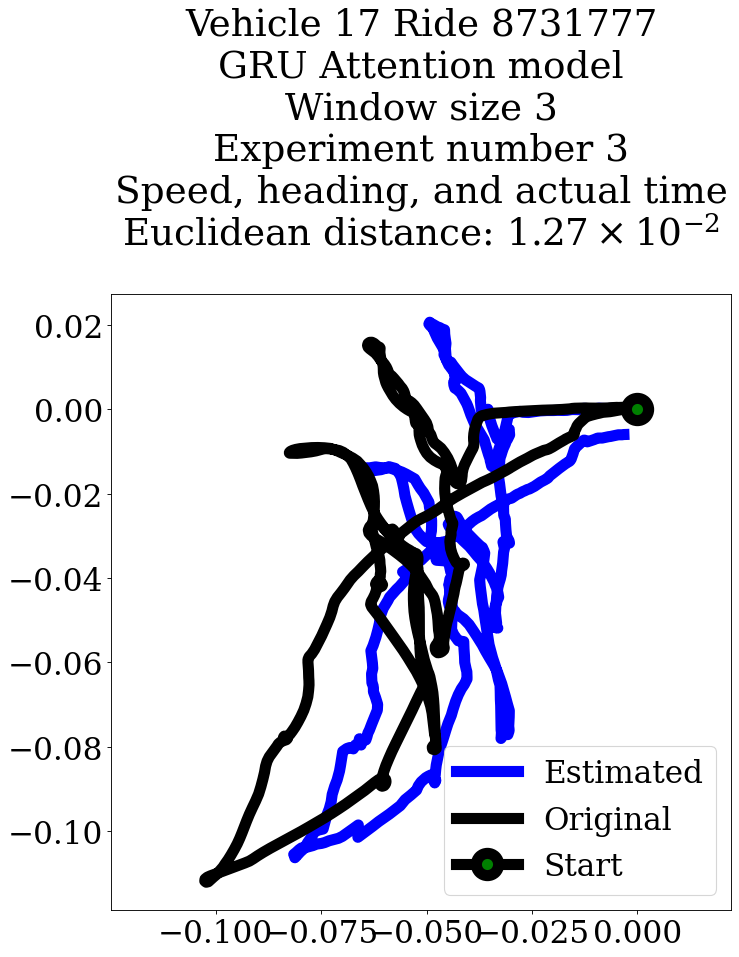 Vehicle 17 Ride 8731777
GRU Attention model
Window size 3
Experiment number 3
Speed, heading, and actual time
Euclidean distance: 1.27 × 10⁻²
0.02
0.00
−0.02
−0.04
−0.06
−0.08
−0.10
Estimated
Original
Start
−0.100 −0.075 −0.050 −0.025 0.000